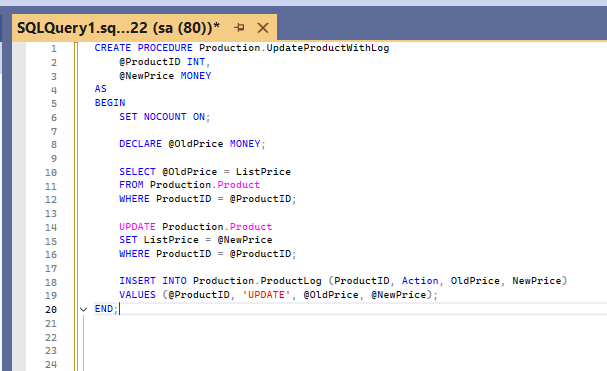 SQLQuery1.sq...22 (sa (80))*
1 CREATE PROCEDURE Production.UpdateProductWithLog
2 @ProductID INT,
3 @NewPrice MONEY
4 AS
5 BEGIN
6 SET NOCOUNT ON;
7
8 DECLARE @OldPrice MONEY;
9
10 SELECT @OldPrice = ListPrice
11 FROM Production.Product
12 WHERE ProductID = @ProductID;
13
14 UPDATE Production.Product
15 SET ListPrice = @NewPrice
16 WHERE ProductID = @ProductID;
17
18 INSERT INTO Production.ProductLog (ProductID, Action, OldPrice, NewPrice)
19 VALUES (@ProductID, 'UPDATE', @OldPrice, @NewPrice);
20 END;
21
22
23
24